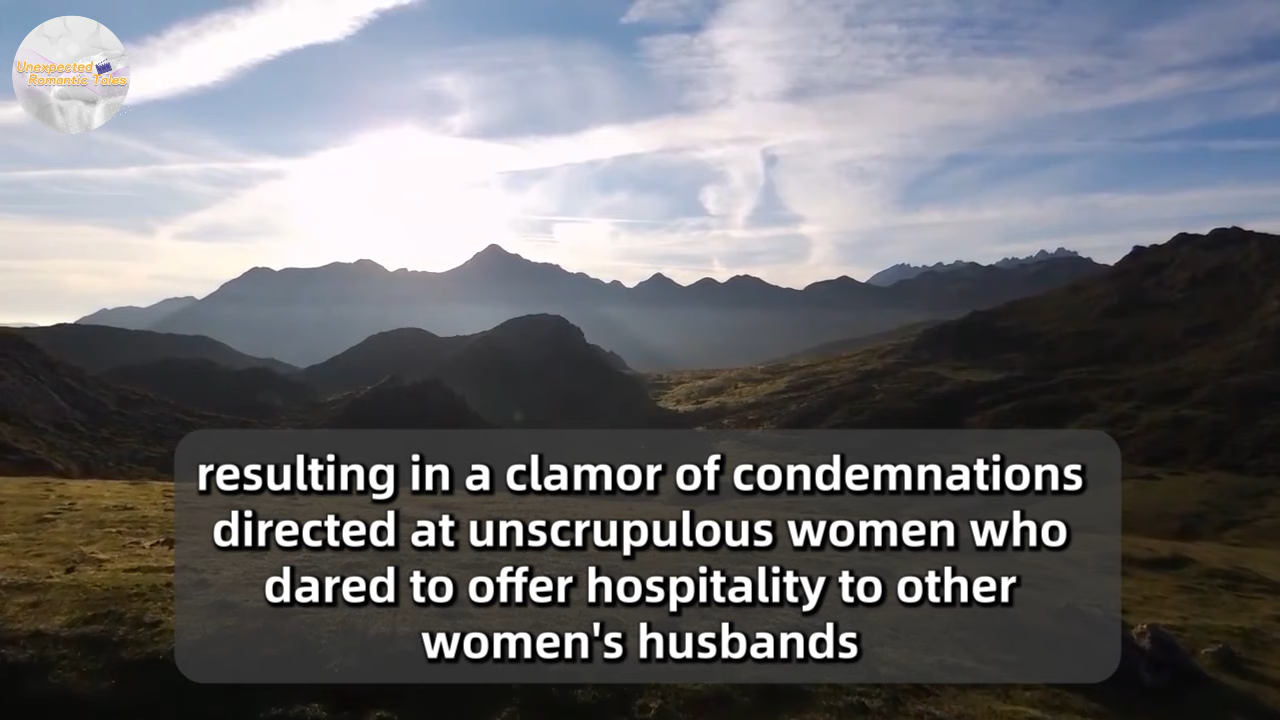 Unexpected
Romantic Tales
resulting in a clamor of condemnations
directed at unscrupulous women who
dared to offer hospitality to other
women's husbands